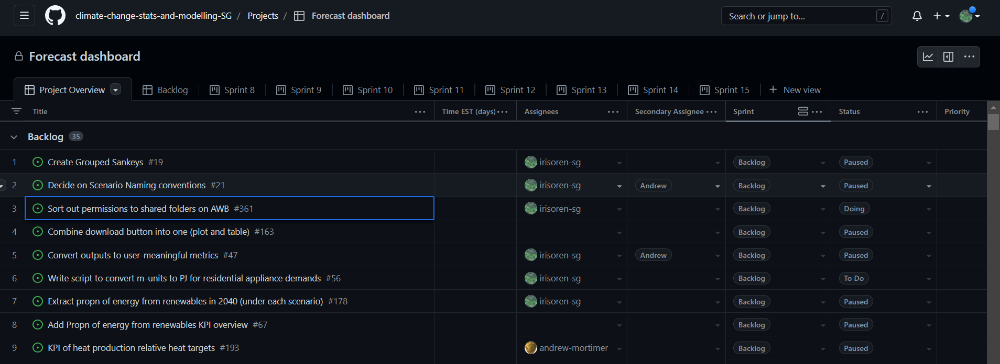 climate-change-stats-and-modelling-SG / Projects / Forecast dashboard Search or jump to... /
Forecast dashboard
Project Overview Backlog Sprint 8 Sprint 9 Sprint 10 Sprint 11 Sprint 12 Sprint 13 Sprint 14 Sprint 15 + New view
Title ... Time EST (days) ... Assignees ... Secondary Assignee ... Sprint ... Status ... Priority
Backlog 35
1 Create Grouped Sankeys #19 irisoren-sg Backlog Paused
2 Decide on Scenario Naming conventions #21 irisoren-sg Andrew Backlog Paused
3 Sort out permissions to shared folders on AWB #361 irisoren-sg Backlog Doing
4 Combine download button into one (plot and table) #163 Backlog Paused
5 Convert outputs to user-meaningful metrics #47 irisoren-sg Andrew Backlog Paused
6 Write script to convert m-units to PJ for residential appliance demands #56 irisoren-sg Backlog To Do
7 Extract propn of energy from renewables in 2040 (under each scenario) #178 irisoren-sg Backlog Paused
8 Add Propn of energy from renewables KPI overview #67 Backlog Paused
9 KPI of heat production relative heat targets #193 andrew-mortimer Backlog Paused